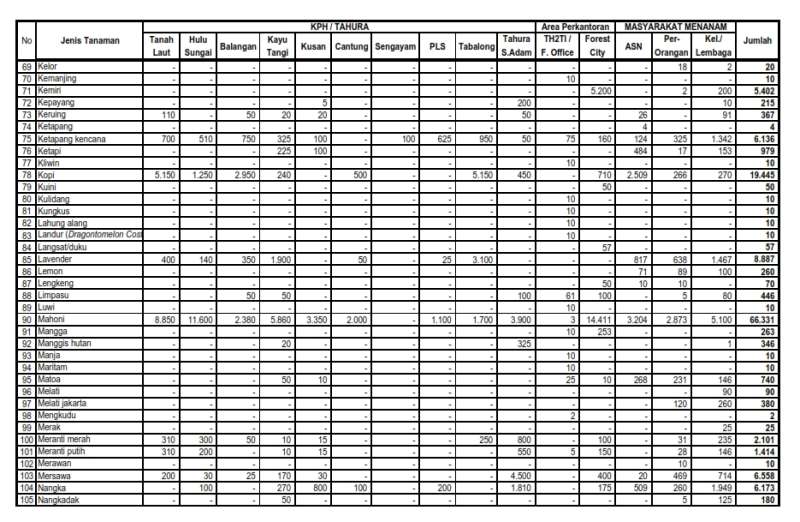 No Jenis Tanaman KPH / TAHURA Area Perkantoran MASYARAKAT MENANAM Jumlah
Tanah Laut Hulu Sungai Balangan Kayu Tangi Kusan Cantung Sengayam PLS Tabalong Tahura S.Adam TH2TI / F. Office Forest City ASN Per-Orangan Kel./ Lembaga
69 Kelor - - - - - - - - - - - - - 18 2 20
70 Kemanjing - - - - - - - - - - 10 - - - - 10
71 Kemiri - - - - - - - - - - - 5.200 - 2 200 5.402
72 Kepayang - - - - 5 - - - - 200 - - - - 10 215
73 Keruing 110 - 50 20 20 - - - - 50 - - 26 - 91 367
74 Ketapang - - - - - - - - - - - - 4 - - 4
75 Ketapang kencana 700 510 750 325 100 - 100 625 950 50 75 160 124 325 1.342 6.136
76 Ketapi - - - 225 100 - - - - - - - 484 17 153 979
77 Kliwin - - - - - - - - - - 10 - - - - 10
78 Kopi 5.150 1.250 2.950 240 - 500 - - 5.150 450 - 710 2.509 266 270 19.445
79 Kuini - - - - - - - - - - - 50 - - - 50
80 Kulidang - - - - - - - - - - 10 - - - - 10
81 Kungkus - - - - - - - - - - 10 - - - - 10
82 Lahung alang - - - - - - - - - - 10 - - - - 10
83 Landur (Dragontomelon Cost - - - - - - - - - - 10 - - - - 10
84 Langsat/duku - - - - - - - - - - - 57 - - - 57
85 Lavender 400 140 350 1.900 - 50 - 25 3.100 - - - 817 638 1.467 8.887
86 Lemon - - - - - - - - - - - - 71 89 100 260
87 Lengkeng - - - - - - - - - - - 50 10 10 - 70
88 Limpasu - - 50 50 - - - - - 100 61 100 - 5 80 446
89 Luwi - - - - - - - - - - 10 - - - - 10
90 Mahoni 8.850 11.600 2.380 5.860 3.350 2.000 - 1.100 1.700 3.900 3 14.411 3.204 2.873 5.100 66.331
91 Mangga - - - - - - - - - - 10 253 - - - 263
92 Manggis hutan - - - 20 - - - - - 325 - - - - 1 346
93 Manja - - - - - - - - - - 10 - - - - 10
94 Maritam - - - - - - - - - - 10 - - - - 10
95 Matoa - - - 50 10 - - - - - 25 10 268 231 146 740
96 Melati - - - - - - - - - - - - - - 90 90
97 Melati jakarta - - - - - - - - - - - - - 120 260 380
98 Mengkudu - - - - - - - - - - 2 - - - - 2
99 Merak - - - - - - - - - - - - - - 25 25
100 Meranti merah 310 300 50 10 15 - - - 250 800 - 100 - 31 235 2.101
101 Meranti putih 310 200 - 10 15 - - - - 550 5 150 - 28 146 1.414
102 Merawan - - - - - - - - - - - - - 10 - 10
103 Mersawa 200 30 25 170 30 - - - - 4.500 - 400 20 469 714 6.558
104 Nangka - 100 - 270 800 100 - 200 - 1.810 - 175 509 260 1.949 6.173
105 Nangkadak - - - 50 - - - - - - - - - 5 125 180